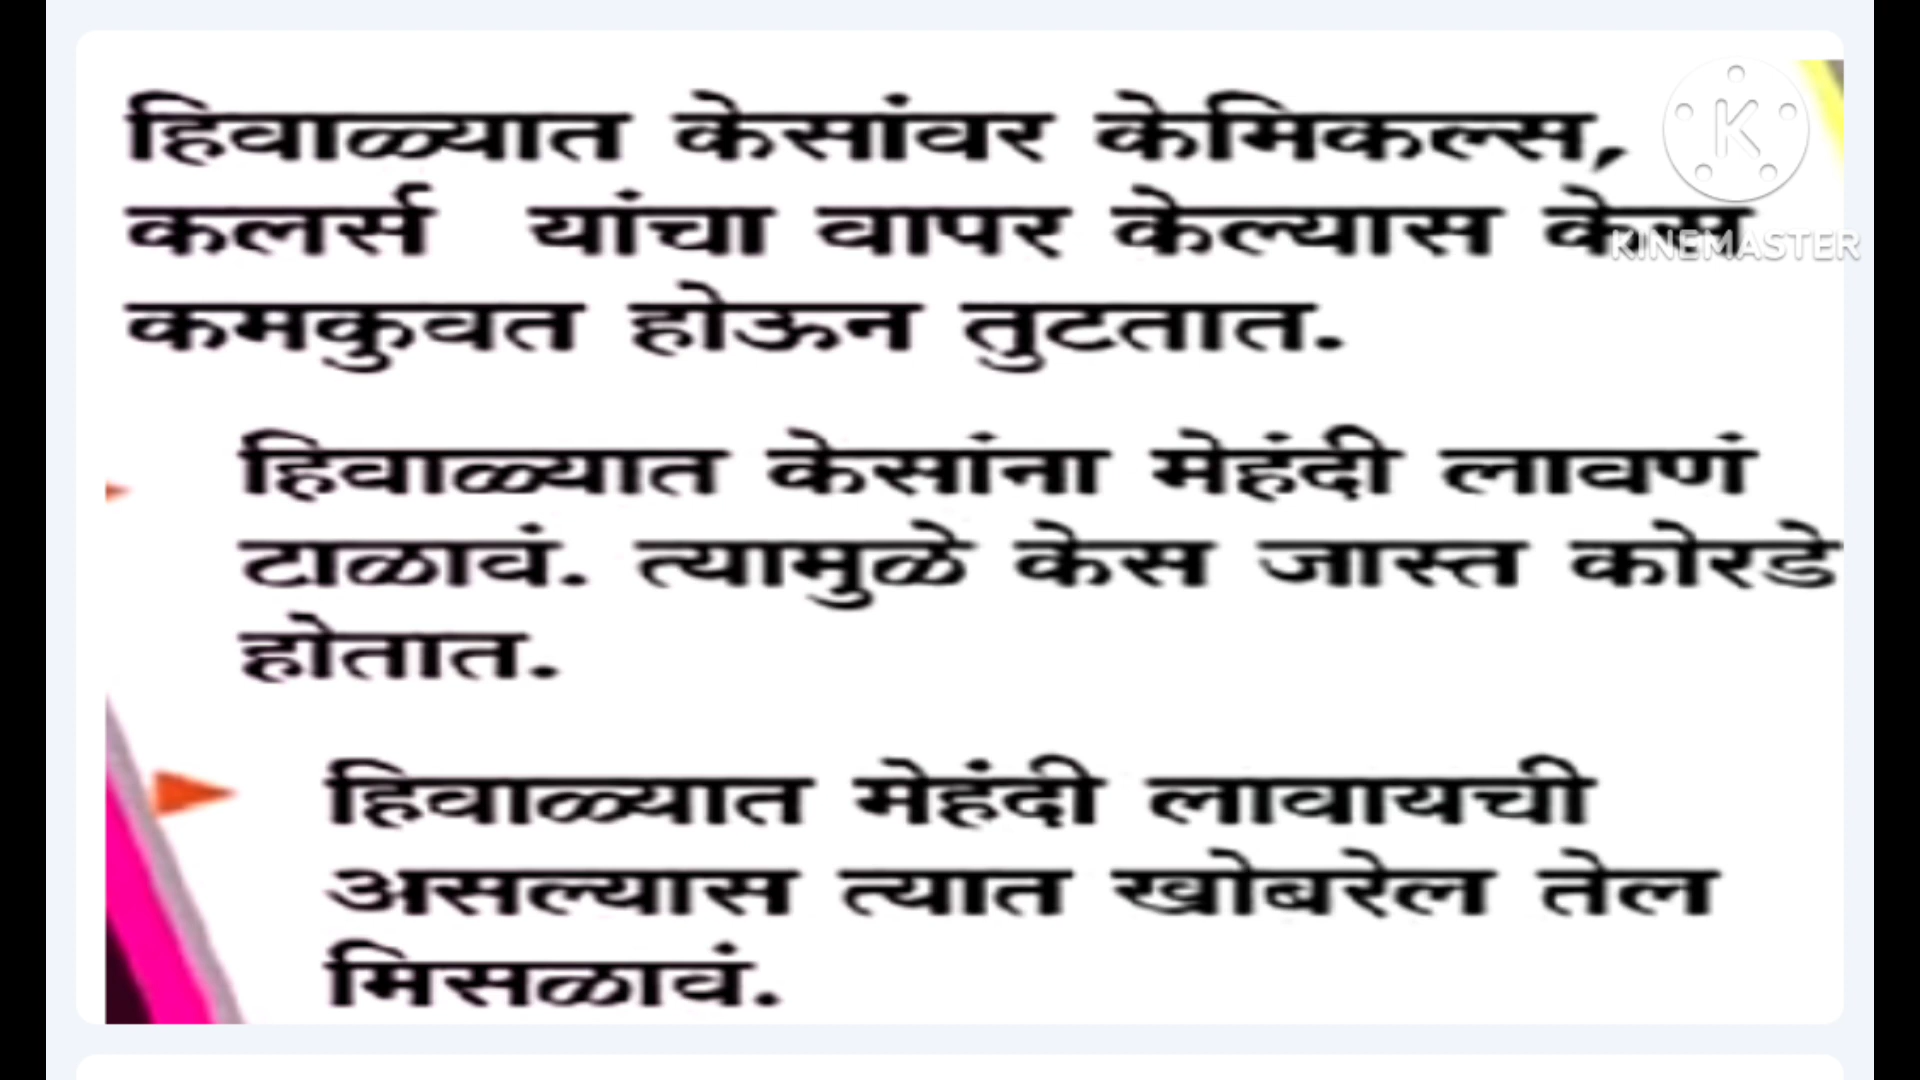 हिवाळ्यात केसांवर केमिकल्स,
कलर्स यांचा वापर केल्यास केस
कमकुवत होऊन तुटतात.
हिवाळ्यात केसांना मेहंदी लावणं
टाळावं. त्यामुळे केस जास्त कोरडे
होतात.
हिवाळ्यात मेहंदी लावायची
असल्यास त्यात खोबरेल तेल
मिसळावं.
K
KINEMASTER